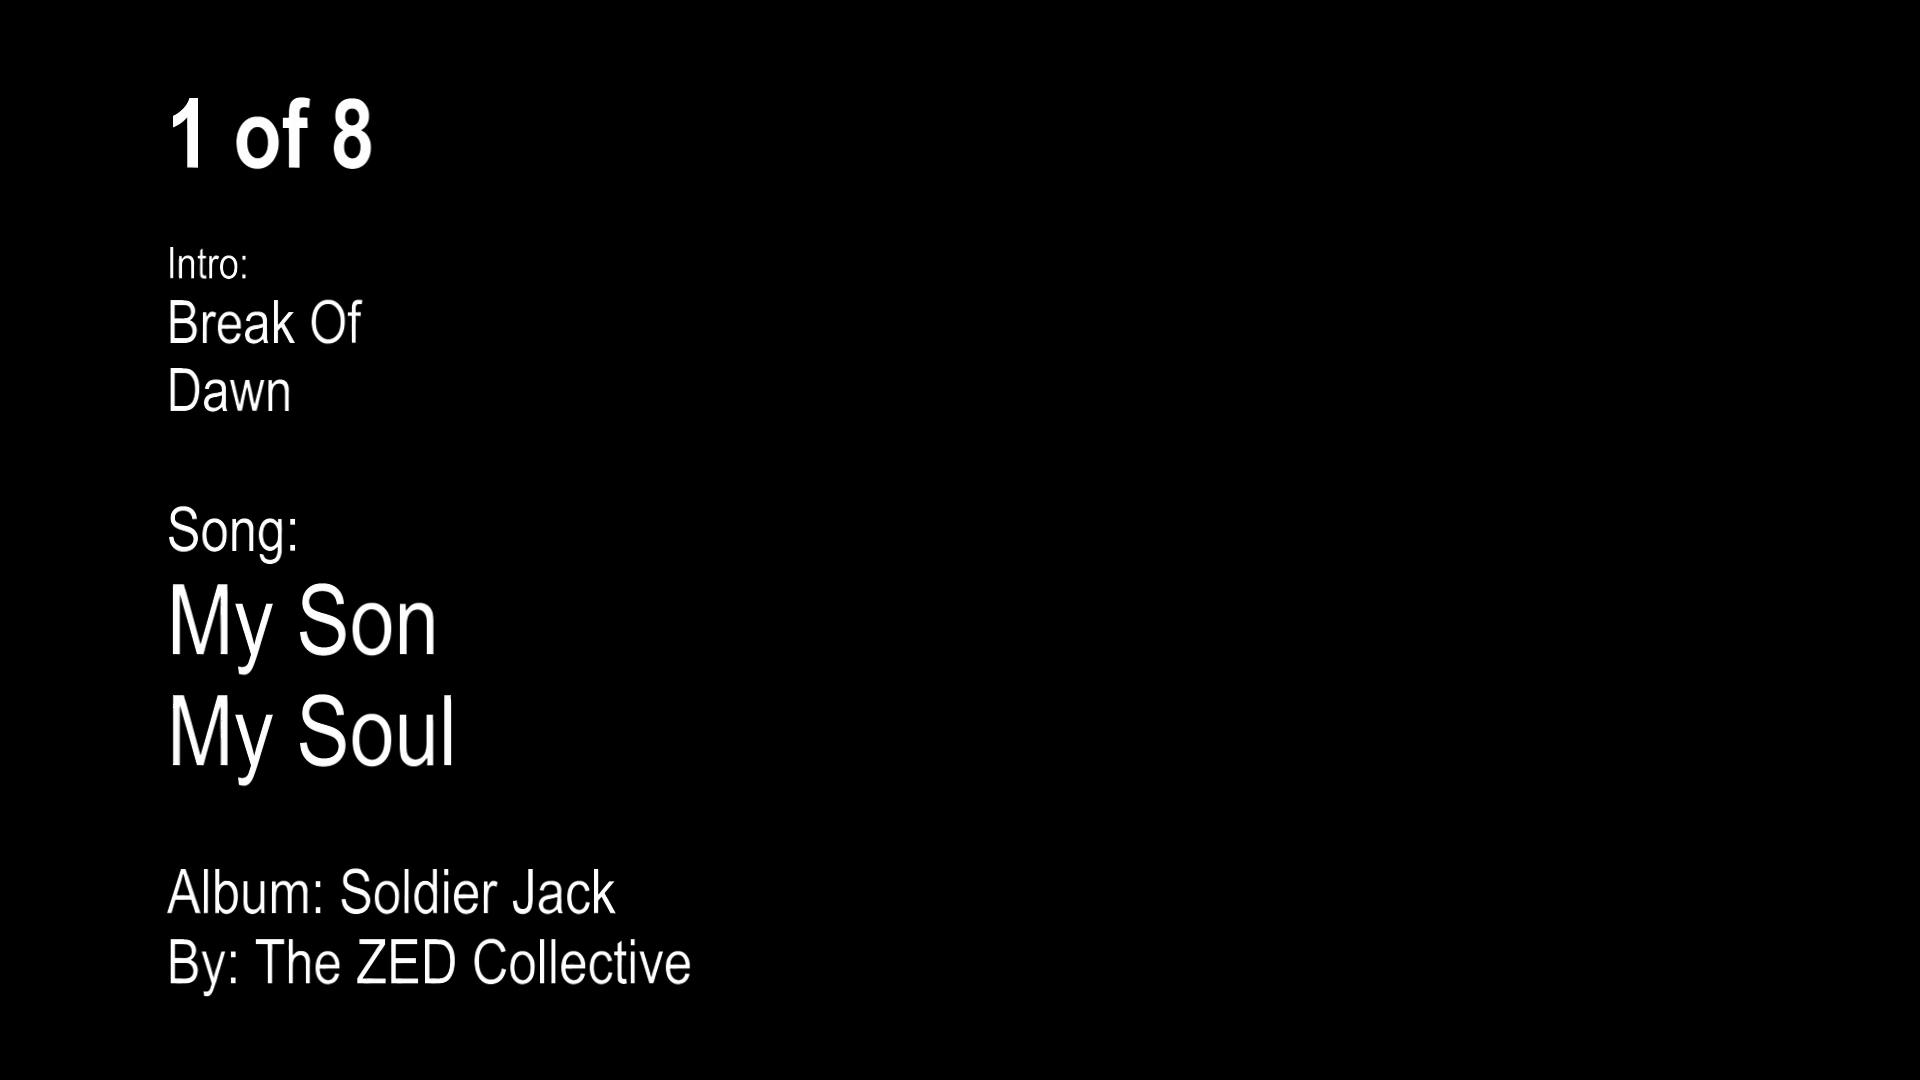 1 of 8
Intro:
Break Of
Dawn
Song:
My Son
My Soul
Album: Soldier Jack
By: The ZED Collective